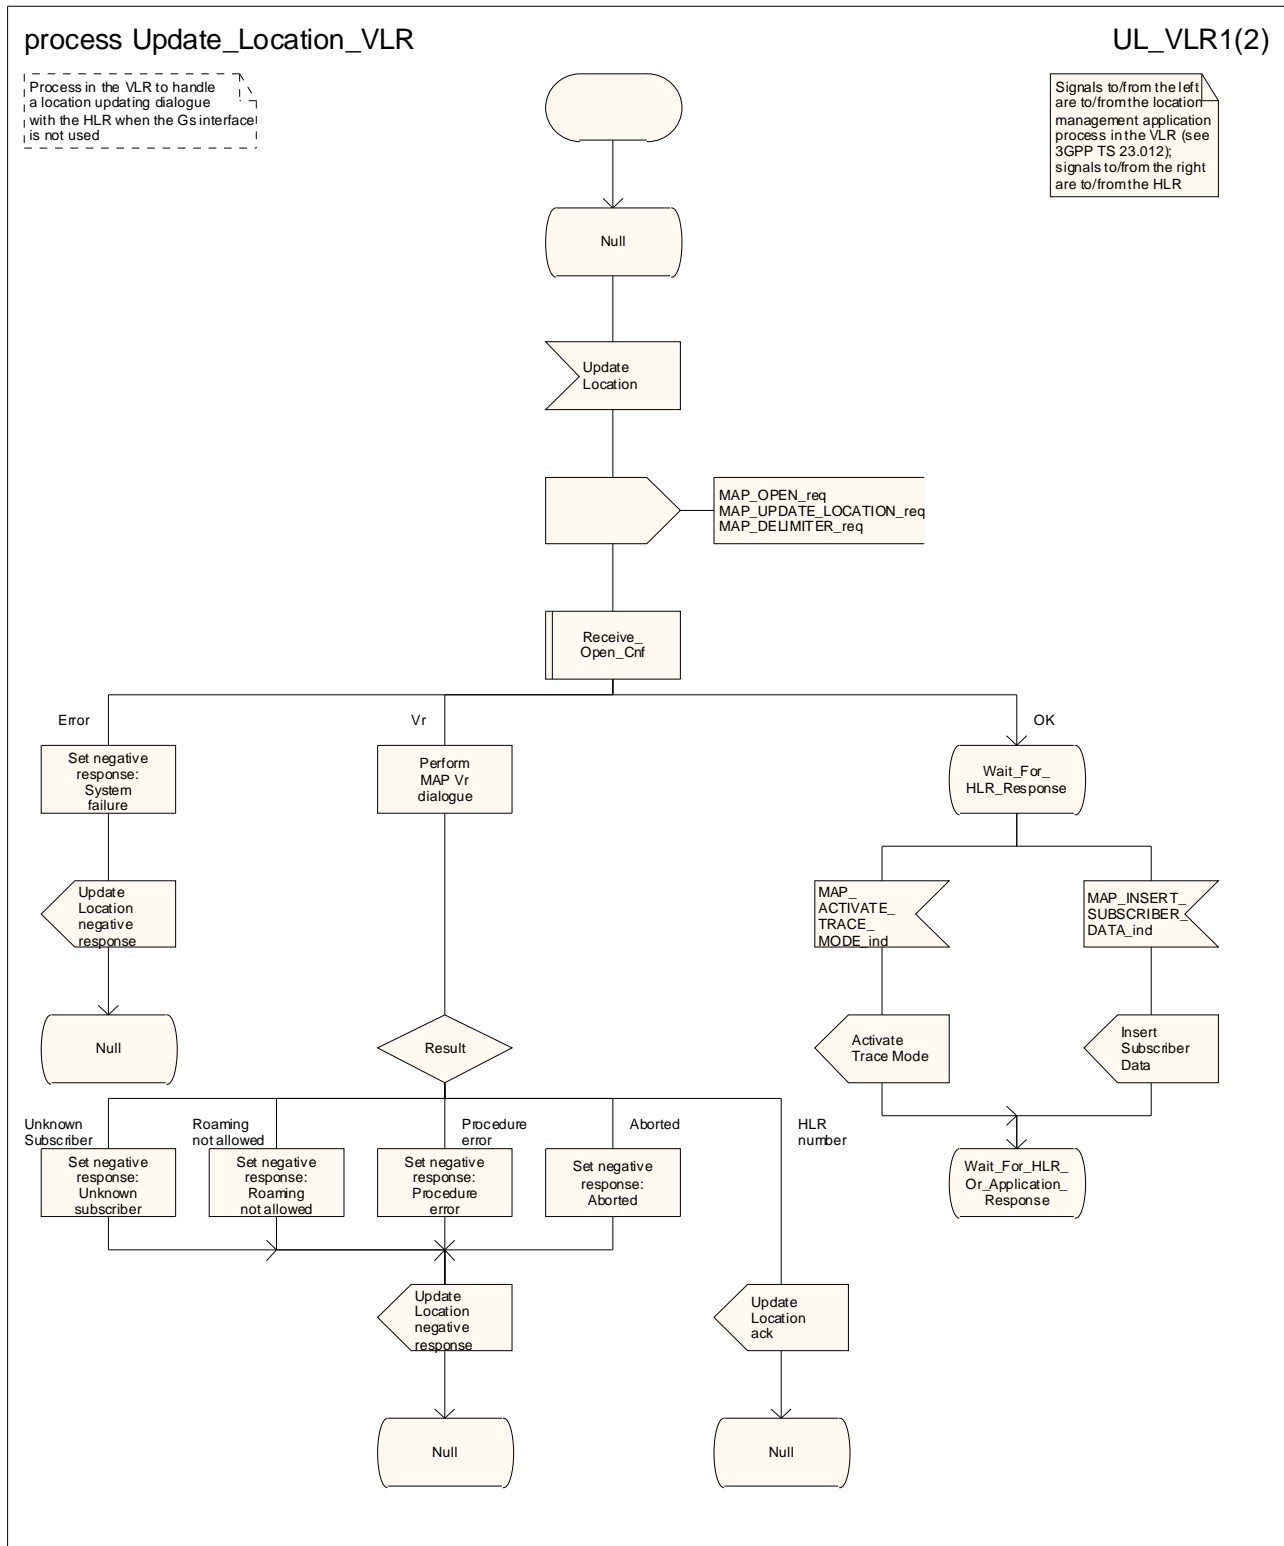 process Update_Location_VLR
UL_VLR1(2)
Process in the VLR to handle
a location updating dialogue
with the HLR when the Gs interface
is not used
Signals to/from the left
are to/from the location
management application
process in the VLR (see
3GPP TS 23.012);
signals to/from the right
are to/from the HLR
Null
Update
Location
MAP_OPEN_req
MAP_UPDATE_LOCATION_req
MAP_DELIMITER_req
Receive_
Open_Cnf
Error
Vr
OK
Set negative
response:
System
failure
Perform
MAP Vr
dialogue
Wait_For_
HLR_Response
Update
Location
negative
response
MAP_
ACTIVATE_
TRACE_
MODE_ind
MAP_INSERT_
SUBSCRIBER_
DATA_ind
Null
Result
Activate
Trace Mode
Insert
Subscriber
Data
Unknown
Subscriber
Roaming
not allowed
Procedure
error
Aborted
HLR
number
Set negative
response:
Unknown
subscriber
Set negative
response:
Roaming
not allowed
Set negative
response:
Procedure
error
Set negative
response:
Aborted
Wait_For_HLR_
Or_Application_
Response
Update
Location
negative
response
Update
Location
ack
Null
Null